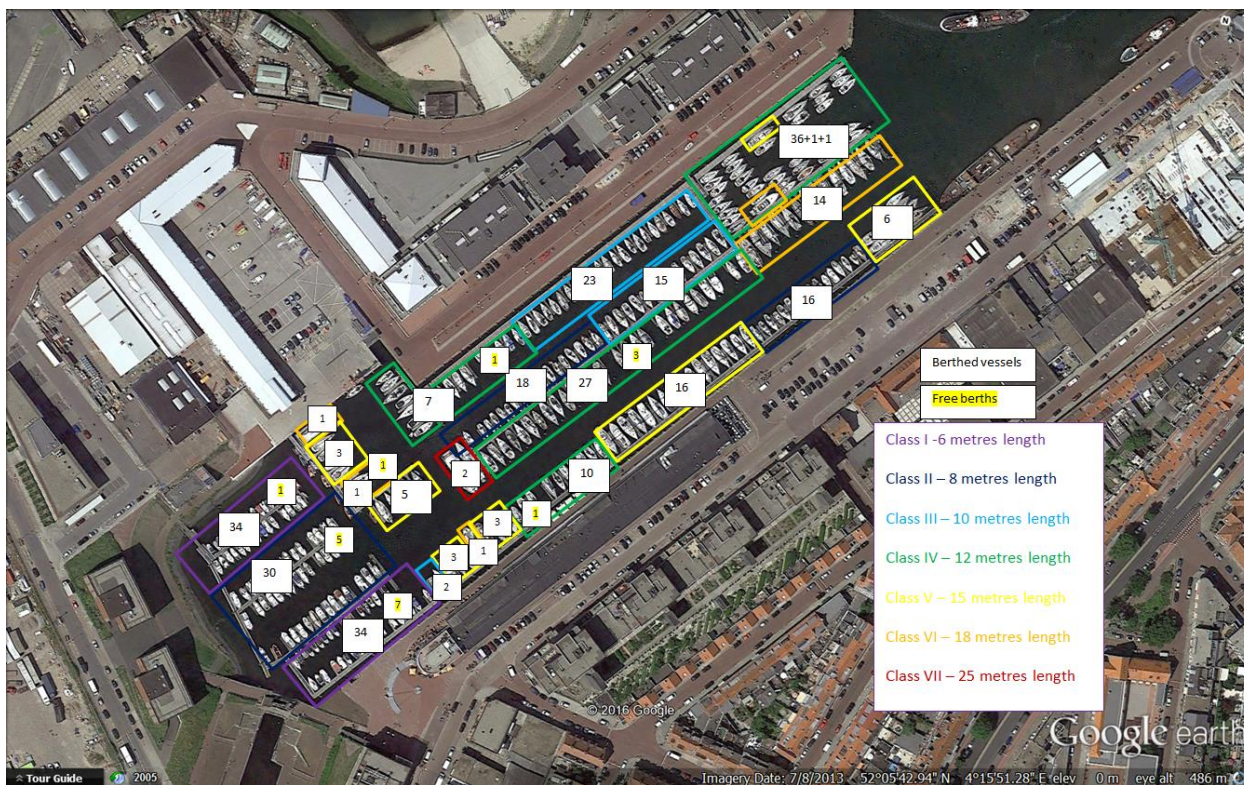 N
36+1+1
14
6
23
15
16
1
3
18
27
7
16
1
3
1
2
5
1
10
1
34
1
3
5
3
1
30
2
7
34
Berthed vessels
Free berths
Class I -6 metres length
Class II – 8 metres length
Class III – 10 metres length
Class IV – 12 metres length
Class V – 15 metres length
Class VI – 18 metres length
Class VII – 25 metres length
© 2016 Google
Google earth
Tour Guide
2005
Imagery Date: 7/8/2013 52°05'42.94" N 4°15'51.28" E elev 0 m eye alt 486 m